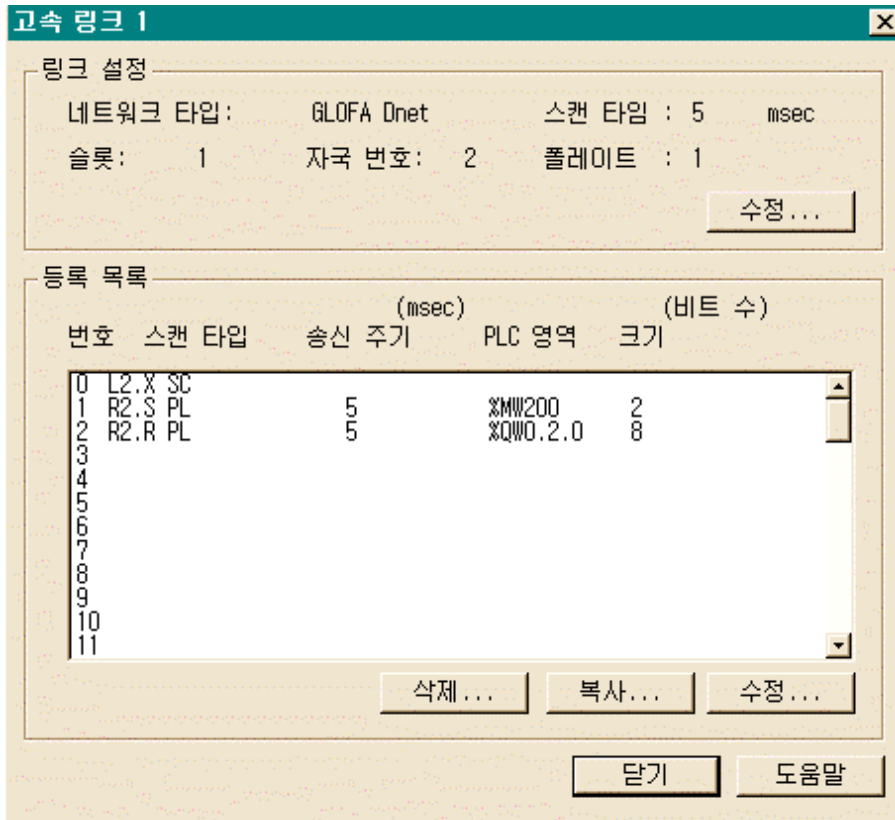 고속 링크 1
링크 설정
네트워크 타입: GLOFA Dnet 스캔 타임 : 5 msec
슬롯: 1 자국 번호: 2 폴레이트 : 1
수정...
등록 목록
(msec) (비트 수)
번호 스캔 타입 송신 주기 PLC 영역 크기
0 L2.X SC
1 R2.S PL 5 %MW200 2
2 R2.R PL 5 %QW0.2.0 8
3
4
5
6
7
8
9
10
11
삭제... 복사... 수정...
닫기 도움말